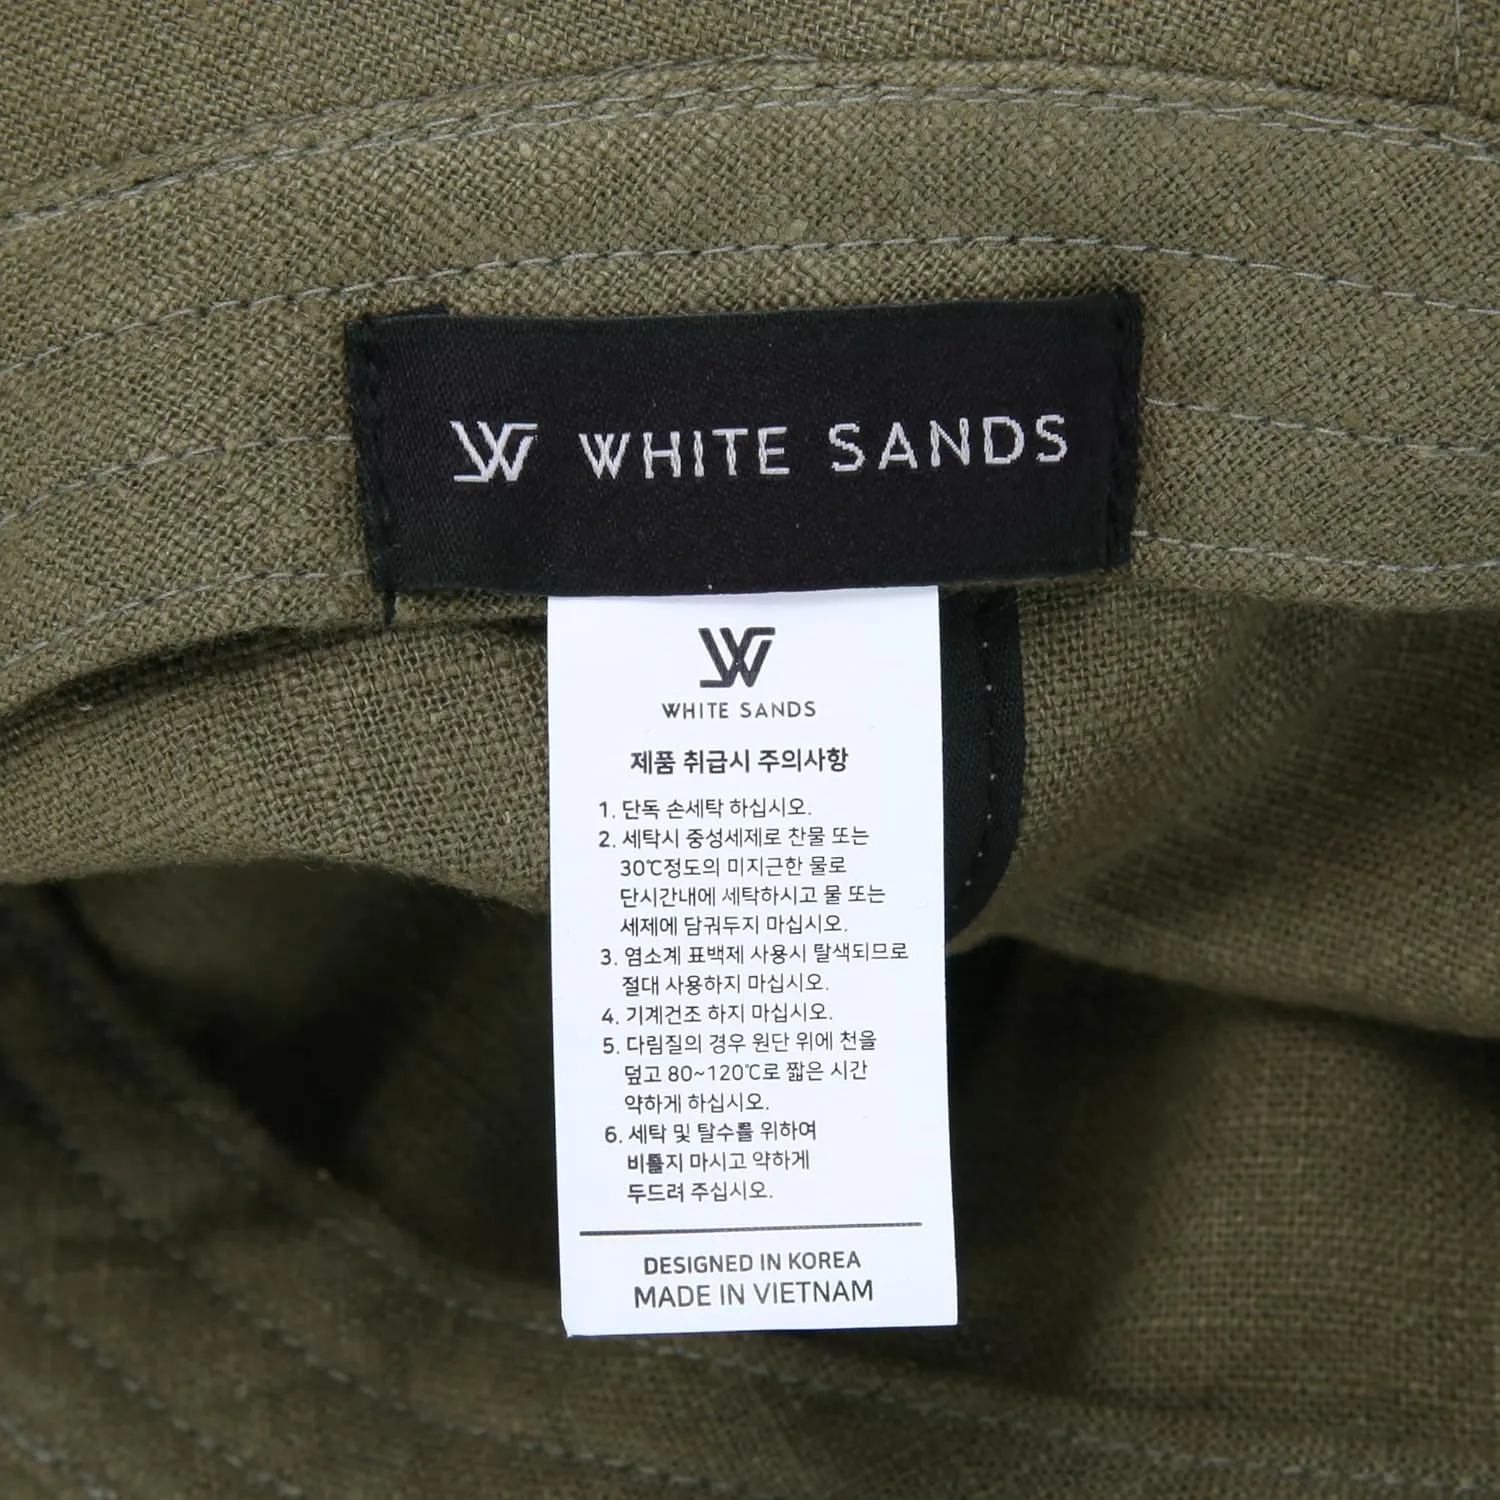 WHITE SANDS
WHITE SANDS
제품 취급시 주의사항
1. 단독 손세탁 하십시오.
2. 세탁시 중성세제로 찬물 또는
30℃정도의 미지근한 물로
단시간내에 세탁하시고 물 또는
세제에 담궈두지 마십시오.
3. 염소계 표백제 사용시 탈색되므로
절대 사용하지 마십시오.
4. 기계건조 하지 마십시오.
5. 다림질의 경우 원단 위에 천을
덮고 80~120℃로 짧은 시간
약하게 하십시오.
6. 세탁 및 탈수를 위하여
비틀지 마시고 약하게
두드려 주십시오.
DESIGNED IN KOREA
MADE IN VIETNAM